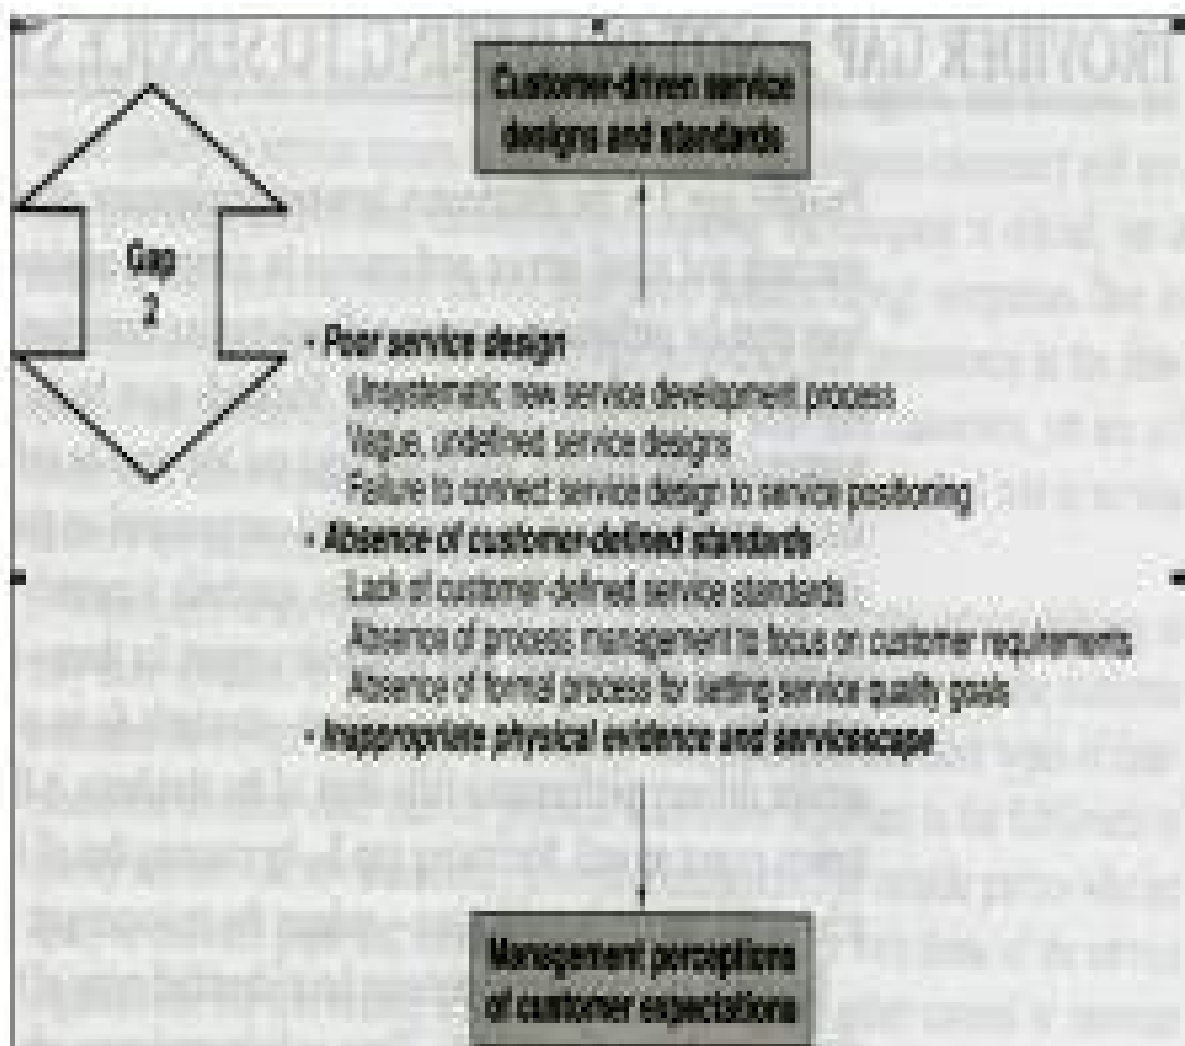 Customer-driven service
designs and standards
Gap
2
• Poor service design
Unsystematic new service development process
Vague, undefined service designs
Failure to connect service design to service positioning
• Absence of customer-defined standards
Lack of customer-defined service standards
Absence of process management to focus on customer requirements
Absence of formal process for setting service quality goals
• Inappropriate physical evidence and servicescape
Management perceptions
of customer expectations